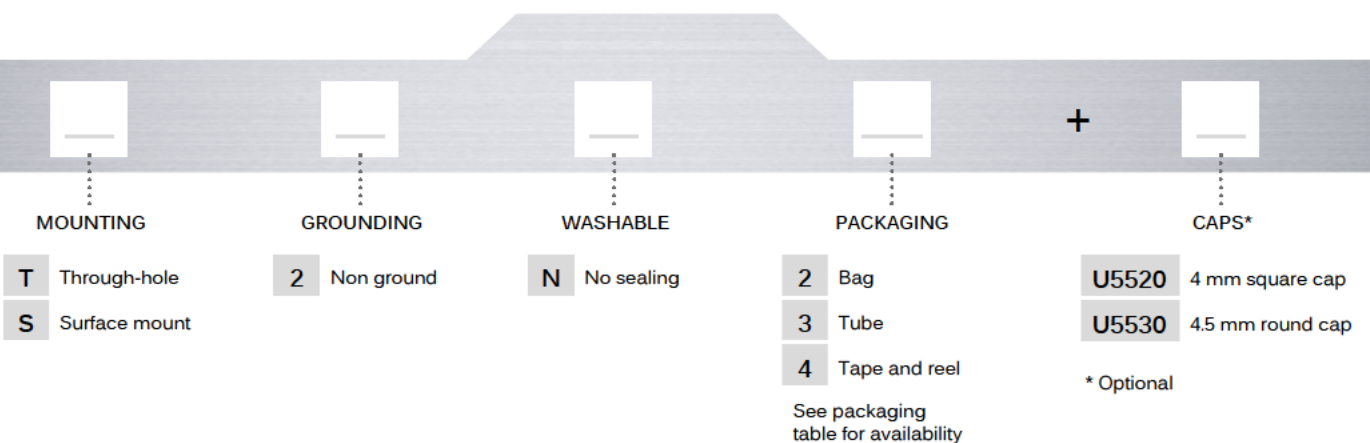 +
MOUNTING
T Through-hole
S Surface mount
GROUNDING
2 Non ground
WASHABLE
N No sealing
PACKAGING
2 Bag
3 Tube
4 Tape and reel
See packaging
table for availability
CAPS*
U5520 4 mm square cap
U5530 4.5 mm round cap
* Optional